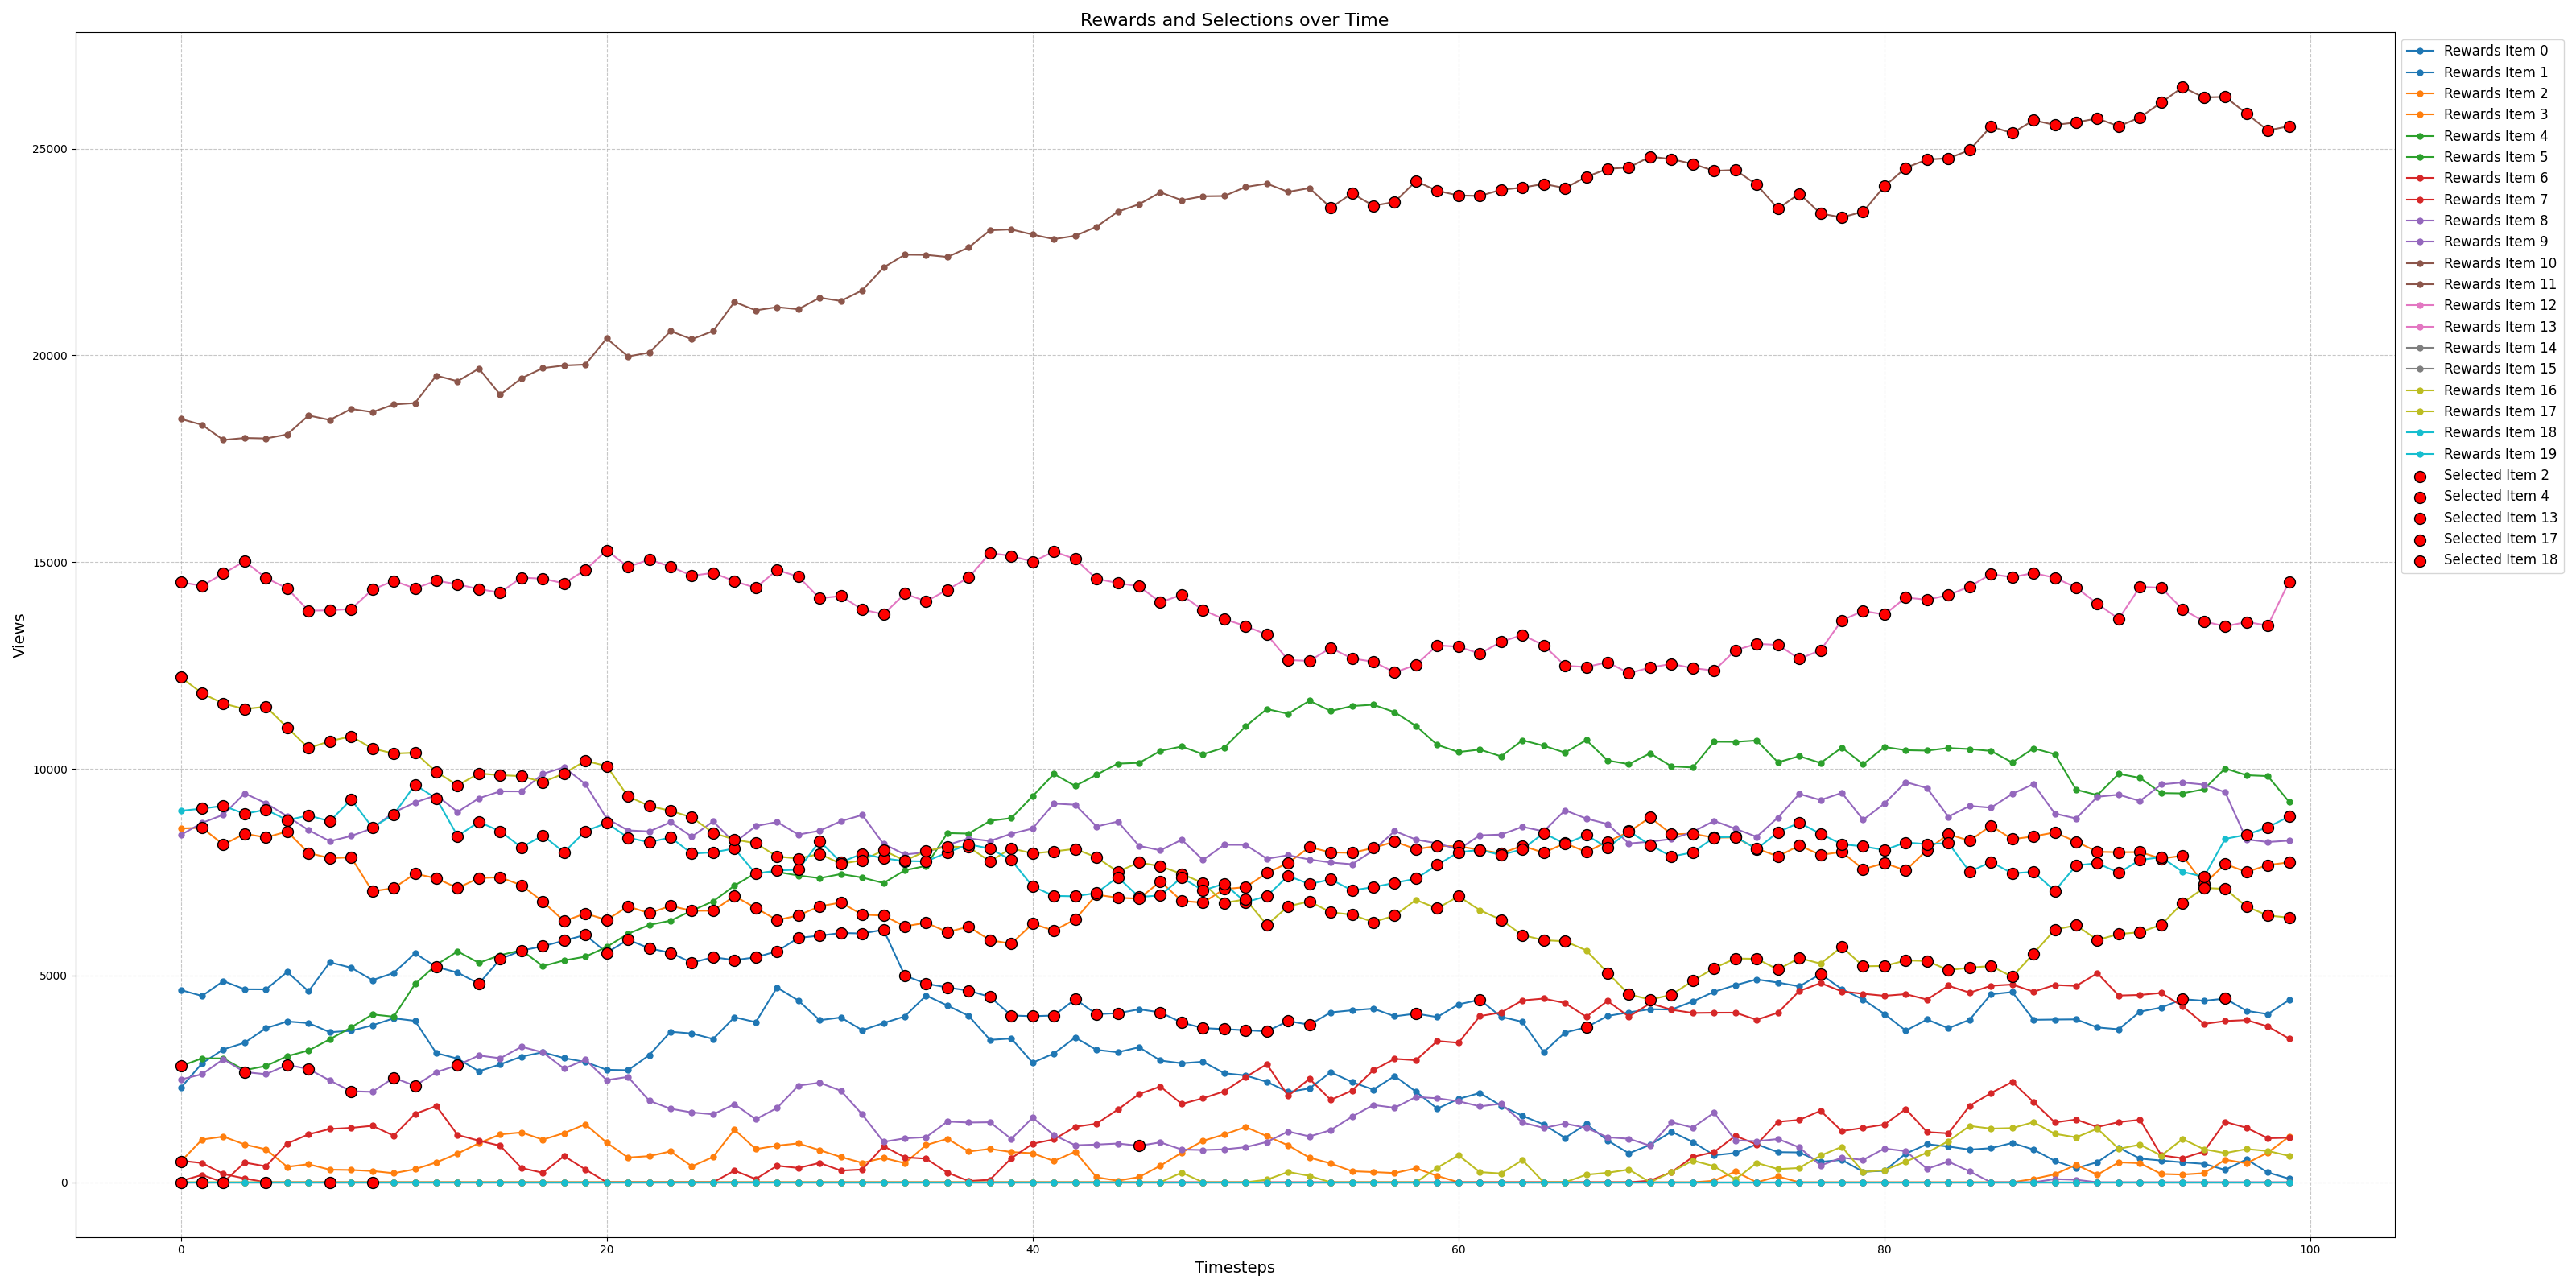 Rewards and Selections over Time
Views
25000
20000
15000
10000
5000
0
0 20 40 60 80 100
Timesteps
Rewards Item 0
Rewards Item 1
Rewards Item 2
Rewards Item 3
Rewards Item 4
Rewards Item 5
Rewards Item 6
Rewards Item 7
Rewards Item 8
Rewards Item 9
Rewards Item 10
Rewards Item 11
Rewards Item 12
Rewards Item 13
Rewards Item 14
Rewards Item 15
Rewards Item 16
Rewards Item 17
Rewards Item 18
Rewards Item 19
Selected Item 2
Selected Item 4
Selected Item 13
Selected Item 17
Selected Item 18